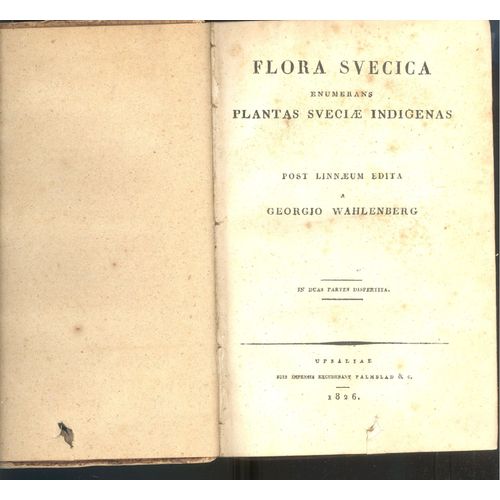 FLORA SVECICA
ENUMERANS
PLANTAS SVECIÆ INDIGENAS
POST LINNÆUM EDITA
A
GEORGIO WAHLENBERG
IN DUAS PARTES DISPERTITA.
UPSALIAE
SUIS IMPENSIS EXCUDEBANT PALMBLAD & C.
1826.